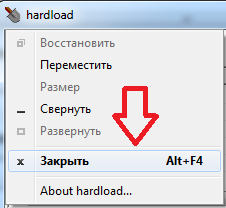 hardload
Восстановить
Переместить
Размер
Свернуть
Развернуть
x Закрыть Alt+F4
About hardload...